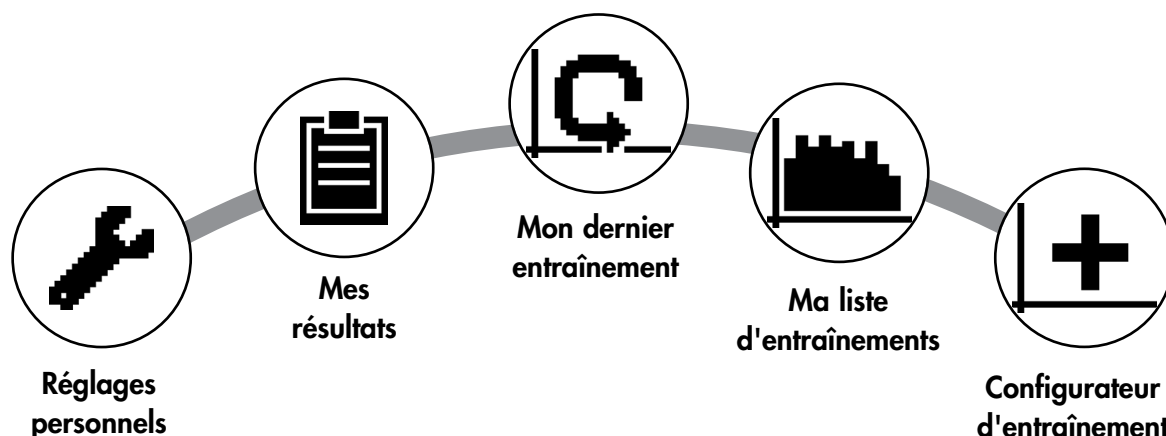 Réglages
personnels
Mes
résultats
Mon dernier
entraînement
Ma liste
d'entraînements
Configurateur
d'entraînement